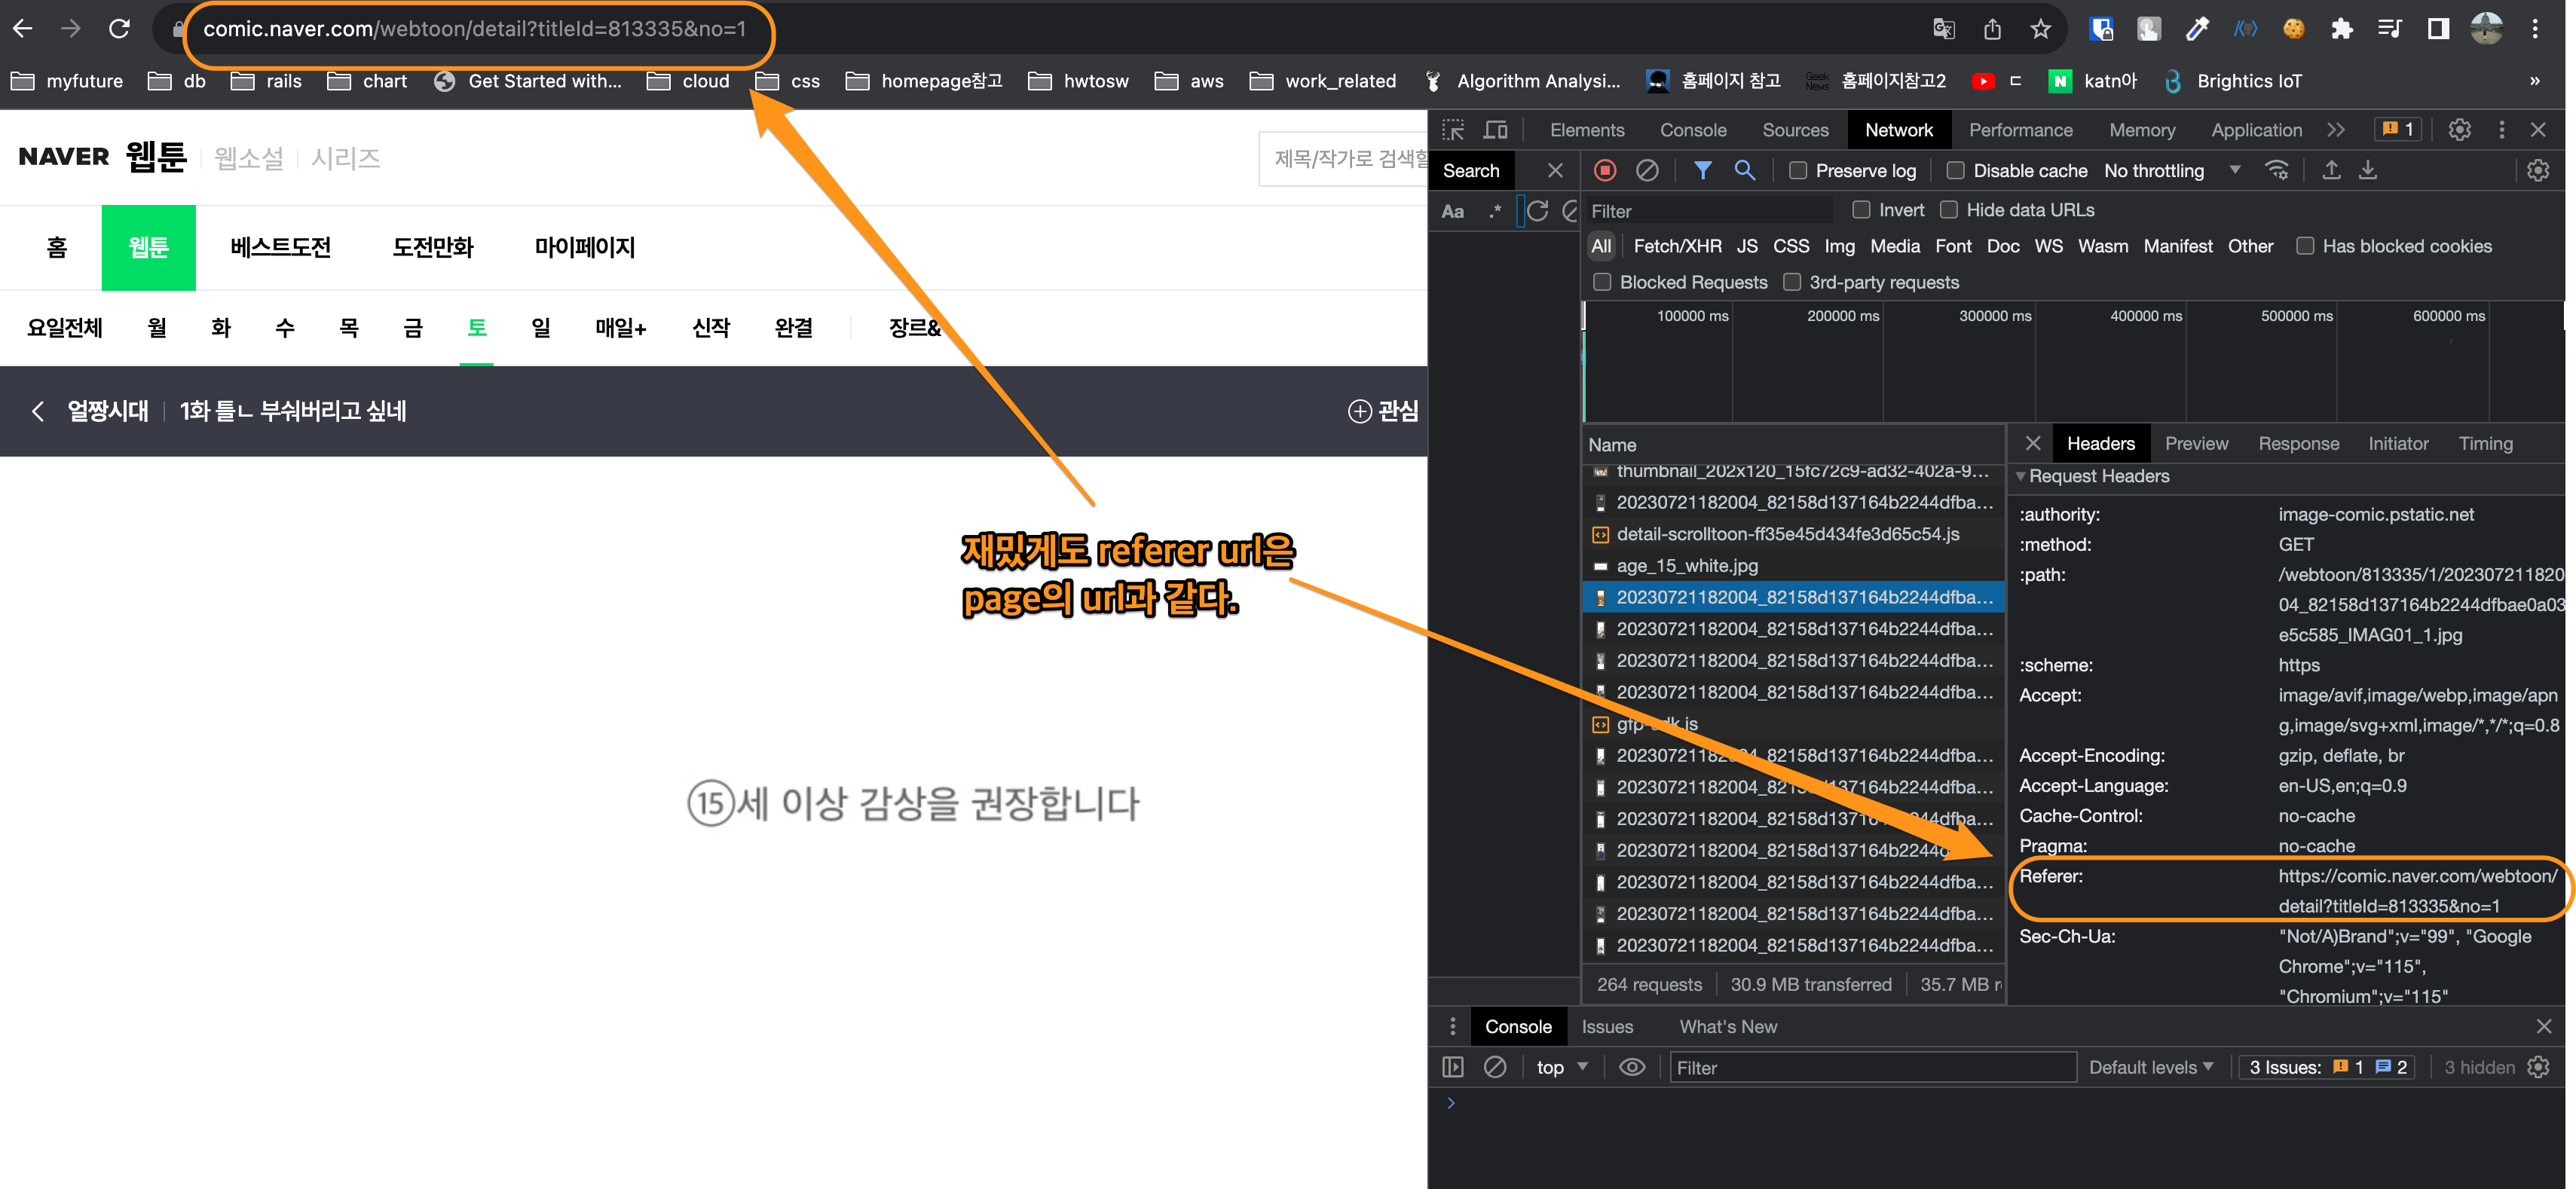 comic.naver.com/webtoon/detail?titleId=813335&no=1
myfuture db rails chart Get Started with... cloud css homepage참고 hwtosw aws work_related Algorithm Analysi... 홈페이지 참고 Geek News 홈페이지참고2 ㄷ N katn아 Brightics IoT »
NAVER 웹툰 웹소설 시리즈
제목/작가로 검색할
홈 웹툰 베스트도전 도전만화 마이페이지
요일전체 월 화 수 목 금 토 일 매일+ 신작 완결 장르&
얼짱시대 1화 틀ㄴ 부숴버리고 싶네 관심
재밌게도 referer url은
page의 url과 같다.
15세 이상 감상을 권장합니다
Elements Console Sources Network Performance Memory Application 1
Search
Preserve log Disable cache No throttling
Aa .*
Filter Invert Hide data URLs
All Fetch/XHR JS CSS Img Media Font Doc WS Wasm Manifest Other Has blocked cookies
Blocked Requests 3rd-party requests
100000 ms 200000 ms 300000 ms 400000 ms 500000 ms 600000 ms
Name
thumbnail_202x120_15fc72c9-ad32-402a-9...
20230721182004_82158d137164b2244dfba...
detail-scrolltoon-ff35e45d434fe3d65c54.js
age_15_white.jpg
20230721182004_82158d137164b2244dfba...
20230721182004_82158d137164b2244dfba...
20230721182004_82158d137164b2244dfba...
20230721182004_82158d137164b2244dfba...
20230721182004_82158d137164b2244dfba...
20230721182004_82158d137164b2244dfba...
20230721182004_82158d137164b2244dfba...
20230721182004_82158d137164b2244d
20230721182004_82158d137164b2244dfba...
20230721182004_82158d137164b2244dfba...
20230721182004_82158d137164b2244dfba...
264 requests 30.9 MB transferred 35.7 MB r
Headers Preview Response Initiator Timing
Request Headers
:authority: image-comic.pstatic.net
:method: GET
:path: /webtoon/813335/1/202307211820
04_82158d137164b2244dfbae0a03
e5c585_IMAG01_1.jpg
:scheme: https
Accept: image/avif,image/webp,image/apn
g,image/svg+xml,image/*,*/*;q=0.8
Accept-Encoding: gzip, deflate, br
Accept-Language: en-US,en;q=0.9
Cache-Control: no-cache
Pragma: no-cache
Referer: https://comic.naver.com/webtoon/
detail?titleId=813335&no=1
Sec-Ch-Ua: "Not/A)Brand";v="99", "Google
Chrome";v="115",
"Chromium";v="115"
Console Issues What's New
top Filter Default levels 3 Issues: 1 2 3 hidden